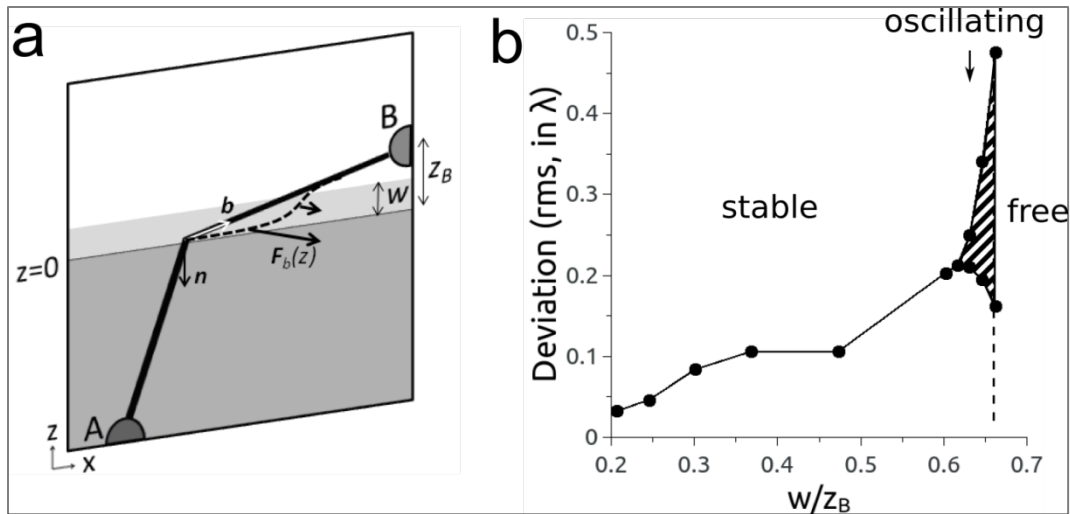 a
B
z_B
w
b
F_b(z)
z=0
n
A
z
x
b
oscillating
Deviation (rms, in λ)
0.5
0.4
0.3
0.2
0.1
0
stable
free
0.2 0.3 0.4 0.5 0.6 0.7
w/z_B